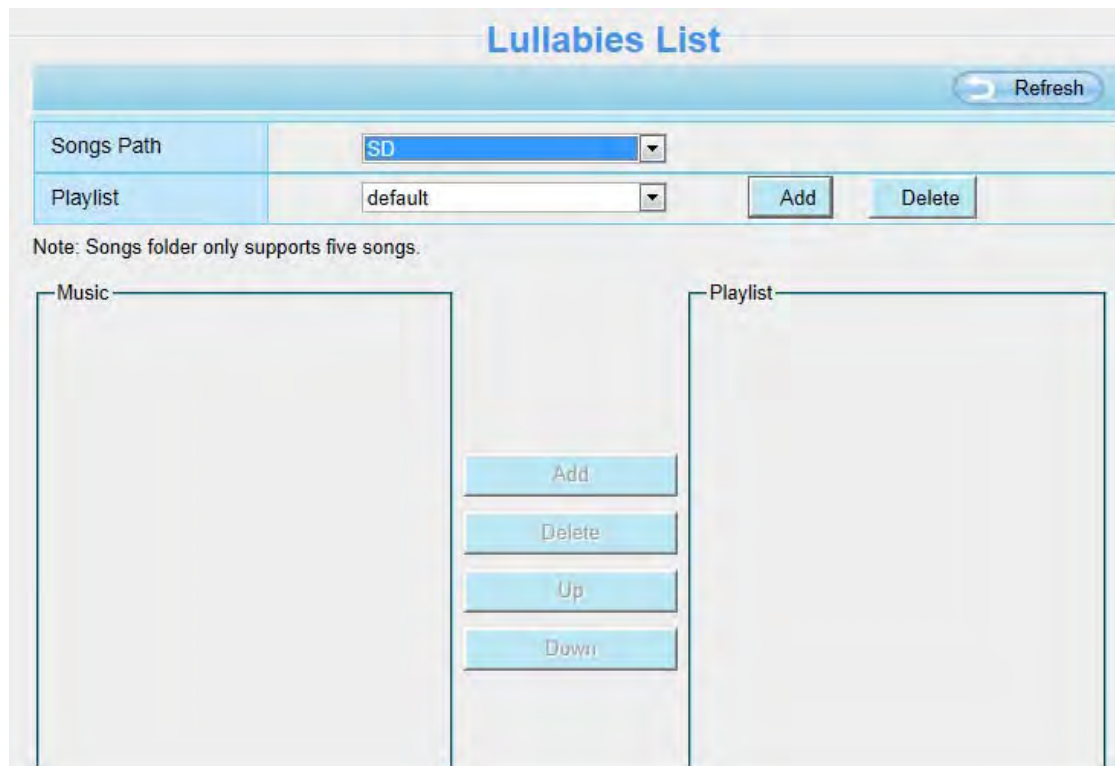 Lullabies List
Refresh
Songs Path SD
Playlist default Add Delete
Note: Songs folder only supports five songs.
Music Playlist
Add
Delete
Up
Down